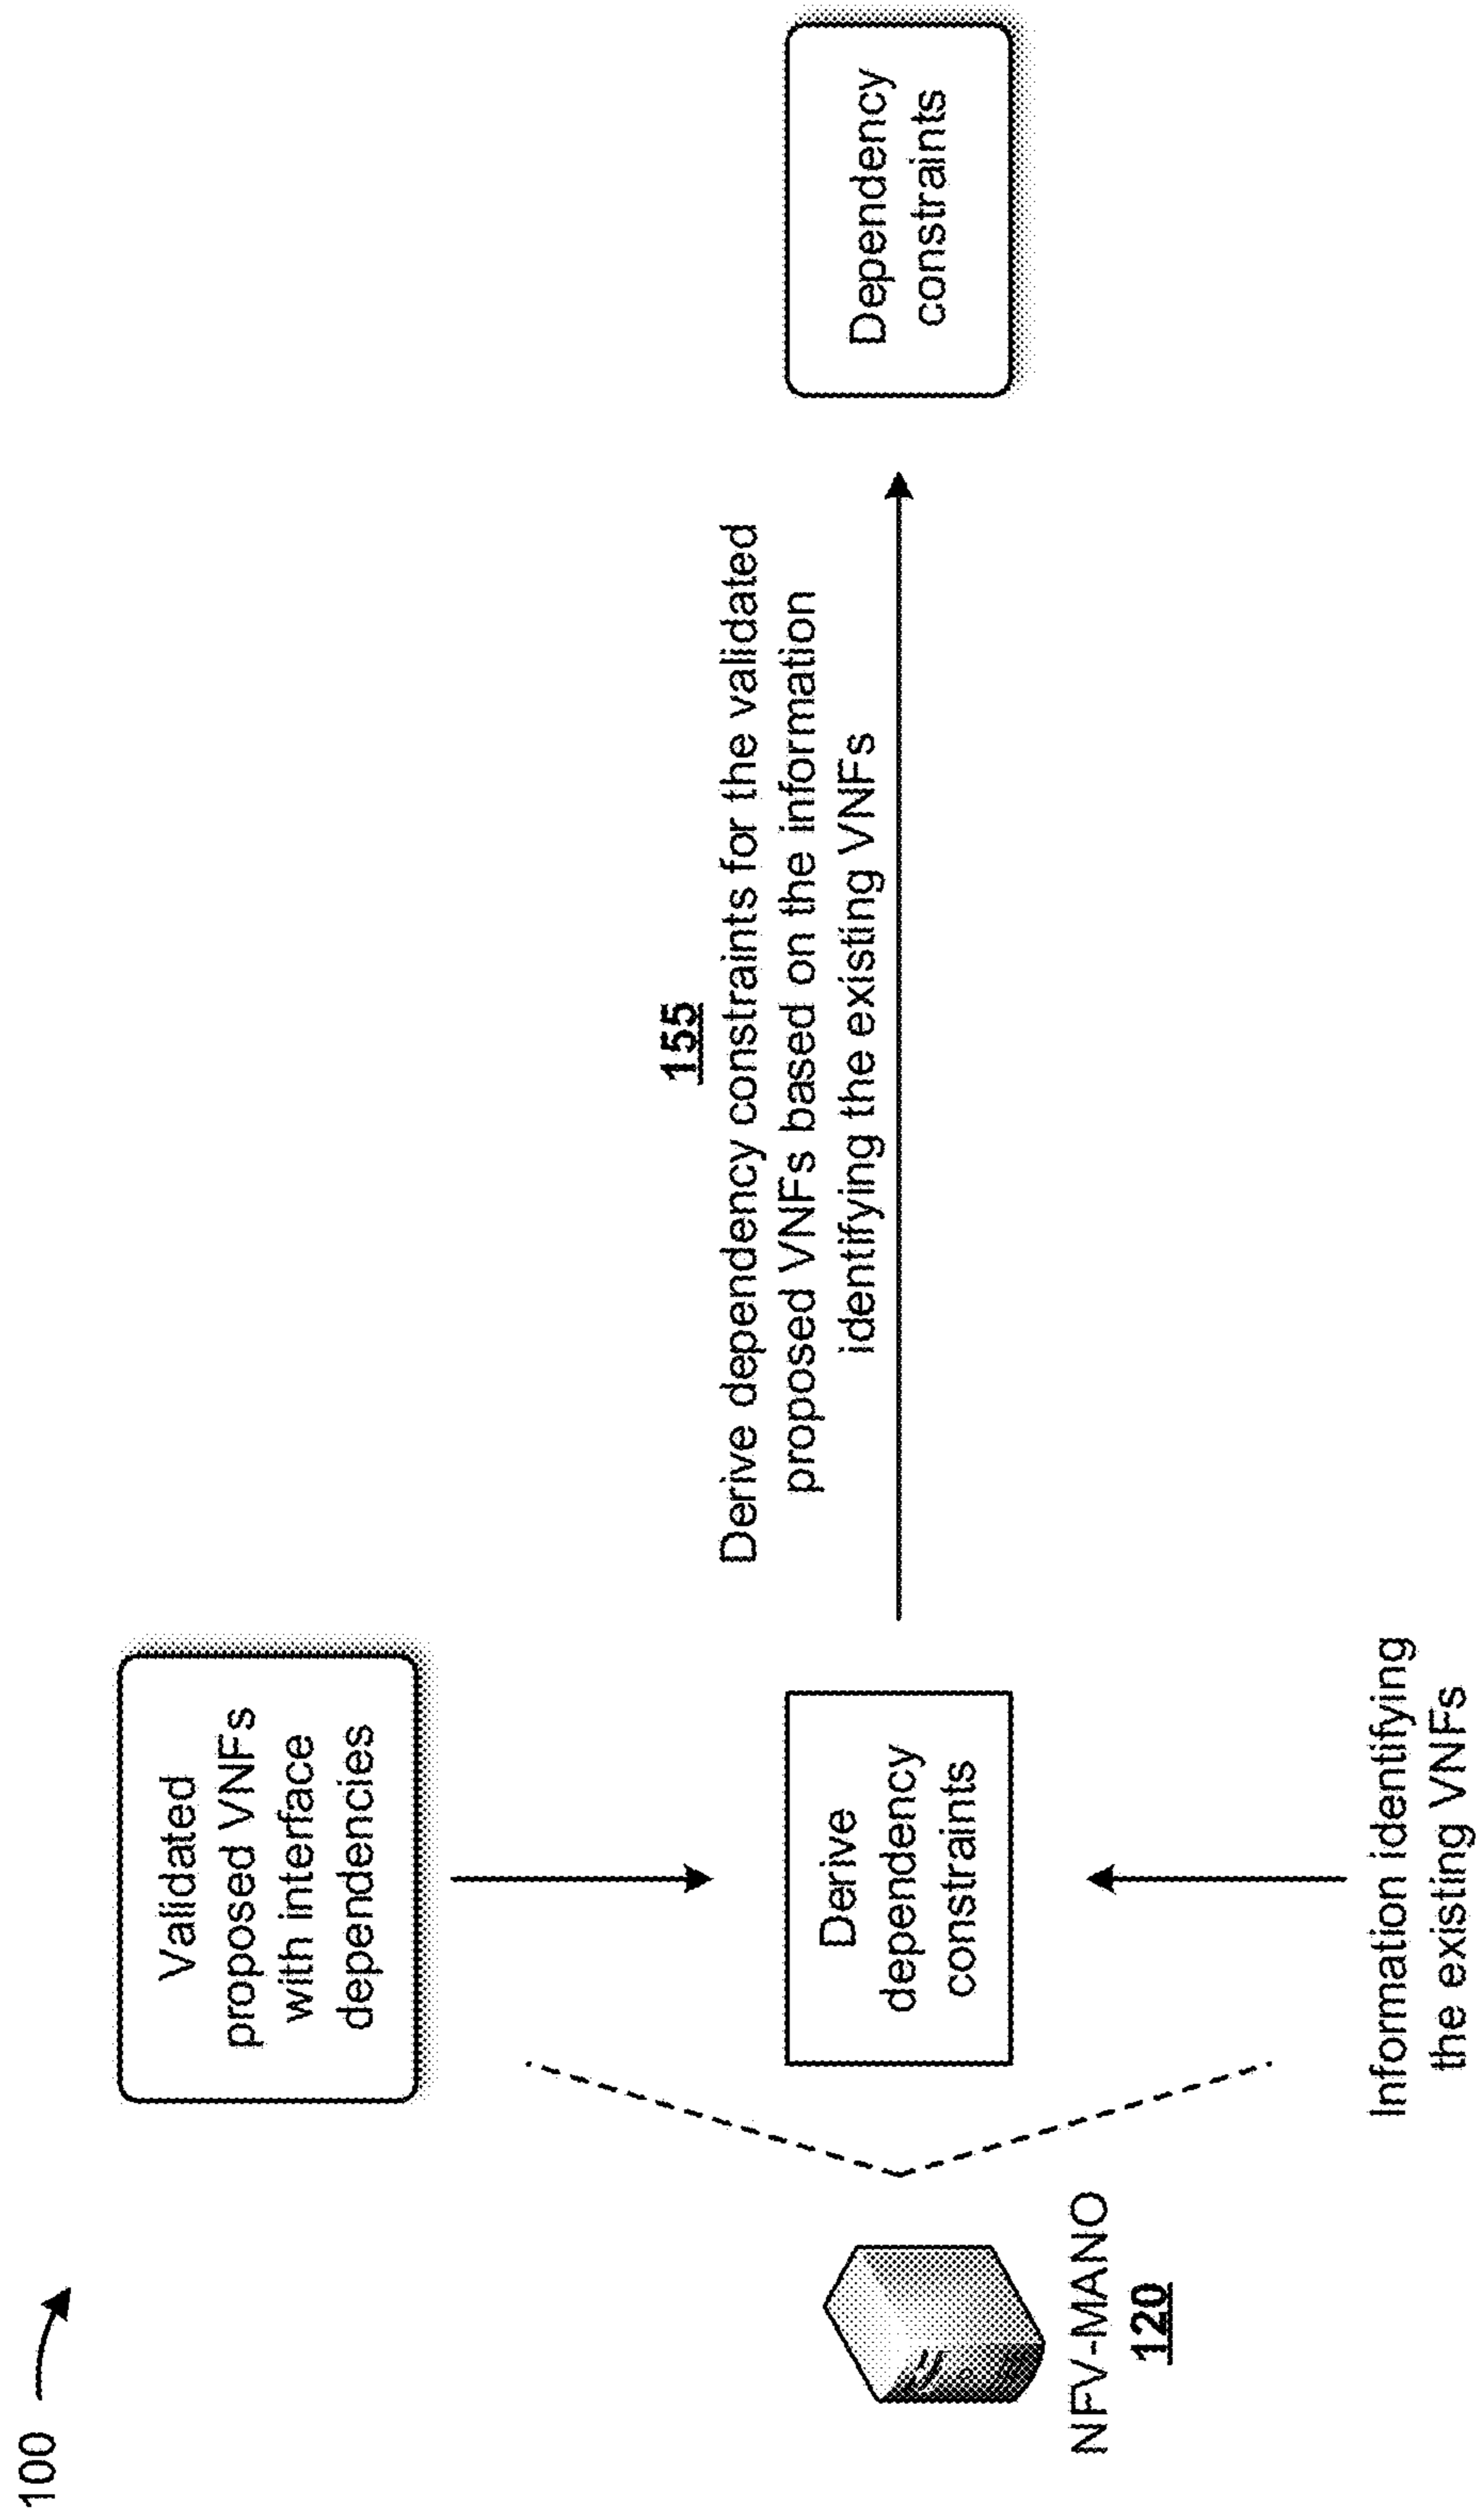 100
Validated
proposed VNFs
with interface
dependencies
155
Derive dependency constraints for the validated
proposed VNFs based on the information
identifying the existing VNFs
Derive
dependency
constraints
Dependency
constraints
NFV-MANO
120
Information identifying
the existing VNFs